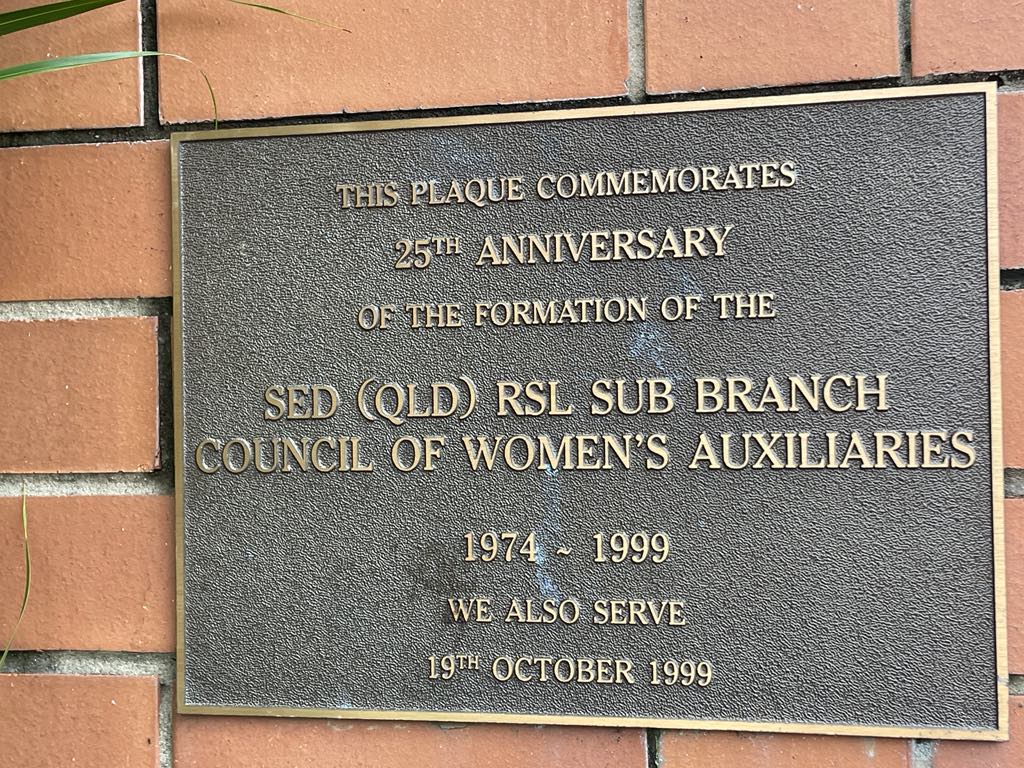 THIS PLAQUE COMMEMORATES
25TH ANNIVERSARY
OF THE FORMATION OF THE
SED (QLD) RSL SUB BRANCH
COUNCIL OF WOMEN'S AUXILIARIES
1974 ~ 1999
WE ALSO SERVE
19TH OCTOBER 1999